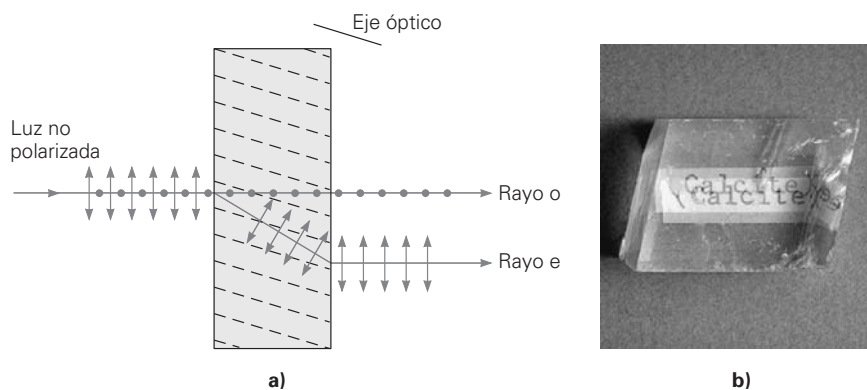 Eje óptico
Luz no
polarizada
Rayo o
Rayo e
Calcite
Calcite
a)
b)